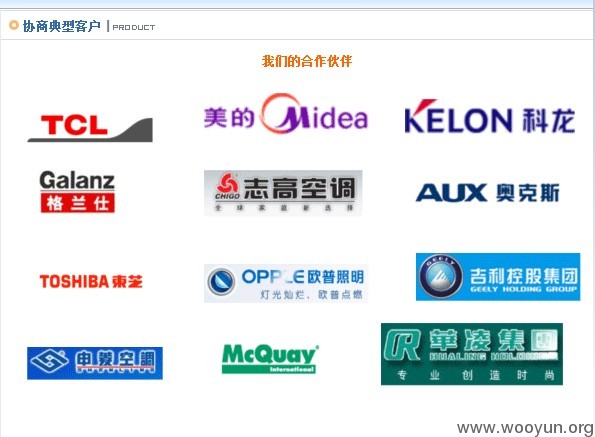 协商典型客户 | PRODUCT
我们的合作伙伴
TCL
美的 Midea
KELON 科龙
Galanz
格兰仕
CHIGO 志高空调
全球家庭新选择
AUX 奥克斯
TOSHIBA 東芝
OPPLE 欧普照明
灯光灿烂、欧普点燃
GEELY 吉利控股集团
GEELY HOLDING GROUP
申菱空調
McQuay
International
華凌集團
HUALING HOLDINGS
专业创造时尚
www.wooyun.org